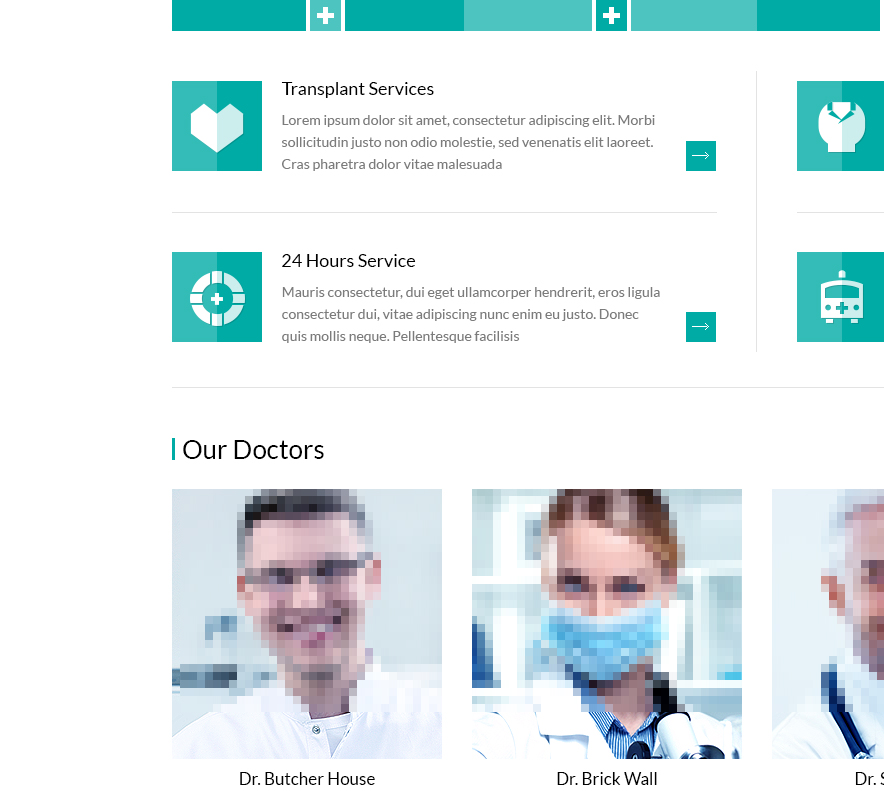 Transplant Services
Lorem ipsum dolor sit amet, consectetur adipiscing elit. Morbi
sollicitudin justo non odio molestie, sed venenatis elit laoreet.
Cras pharetra dolor vitae malesuada
24 Hours Service
Mauris consectetur, dui eget ullamcorper hendrerit, eros ligula
consectetur dui, vitae adipiscing nunc enim eu justo. Donec
quis mollis neque. Pellentesque facilisis
Our Doctors
Dr. Butcher House
Dr. Brick Wall
Dr.